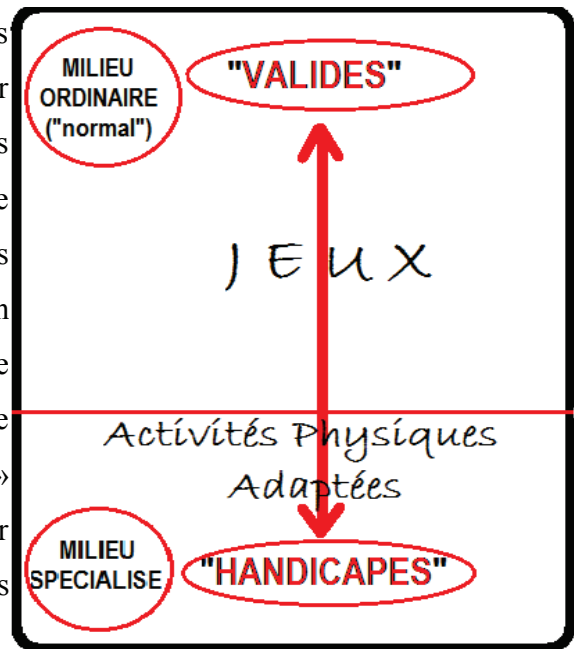 s
r
s
e
s
n
e
e
»
r
s
MILIEU
ORDINAIRE
("normal")
"VALIDES"
J E U X
Activités Physiques
Adaptées
MILIEU
SPECIALISE
"HANDICAPES"